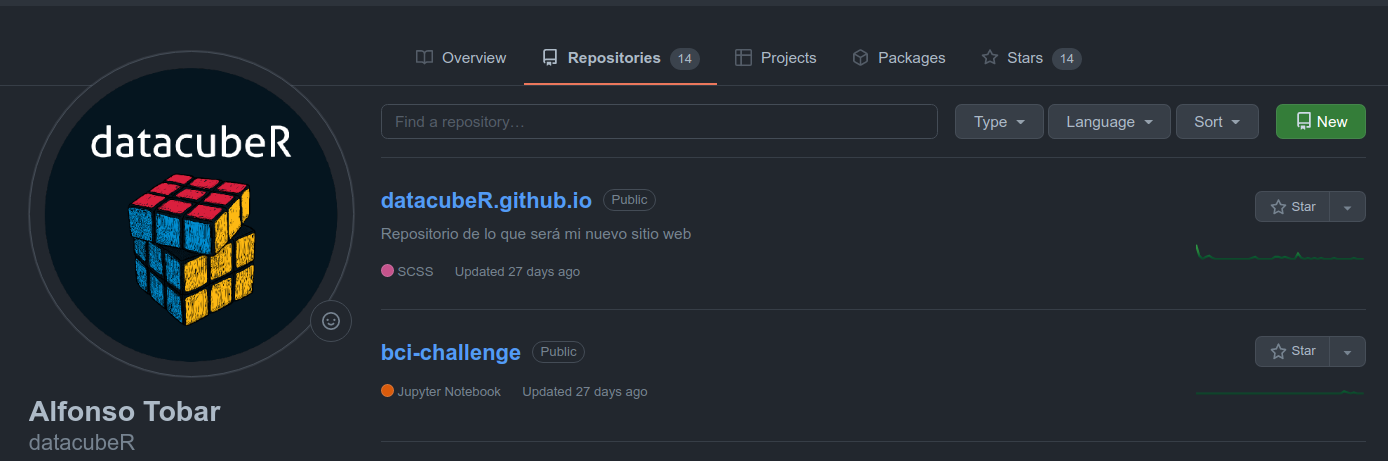 Overview Repositories 14 Projects Packages Stars 14
Find a repository… Type Language Sort New
datacubeR
datacubeR.github.io Public Star
Repositorio de lo que será mi nuevo sitio web
SCSS Updated 27 days ago
bci-challenge Public Star
Jupyter Notebook Updated 27 days ago
Alfonso Tobar
datacubeR